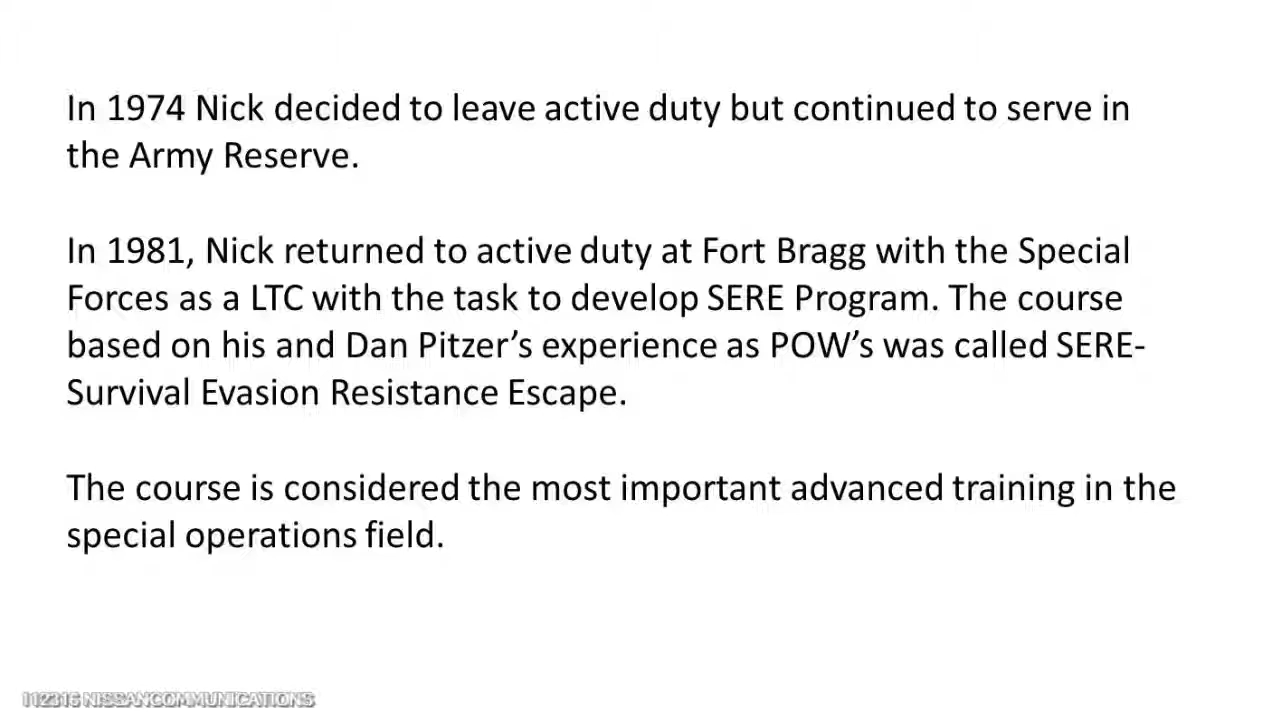 In 1974 Nick decided to leave active duty but continued to serve in
the Army Reserve.
In 1981, Nick returned to active duty at Fort Bragg with the Special
Forces as a LTC with the task to develop SERE Program. The course
based on his and Dan Pitzer’s experience as POW’s was called SERE-
Survival Evasion Resistance Escape.
The course is considered the most important advanced training in the
special operations field.
112316 NISSANCOMMUNICATIONS